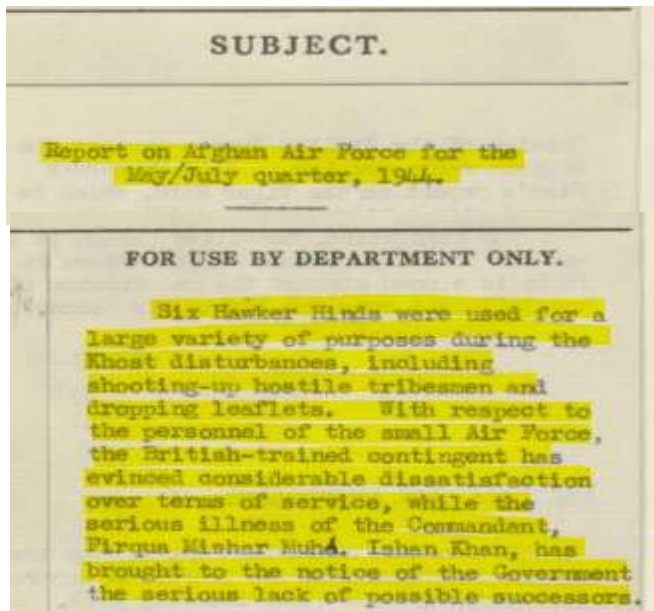 SUBJECT.
Report on Afghan Air Force for the
May/July quarter, 1944.
FOR USE BY DEPARTMENT ONLY.
Six Hawker Hinds were used for a
large variety of purposes during the
Khost disturbances, including
shooting-up hostile tribesmen and
dropping leaflets. With respect to
the personnel of the small Air Force,
the British-trained contingent has
evinced considerable dissatisfaction
over terms of service, while the
serious illness of the Commandant,
Firqua Mishar Muhd. Ishan Khan, has
brought to the notice of the Government
the serious lack of possible successors.